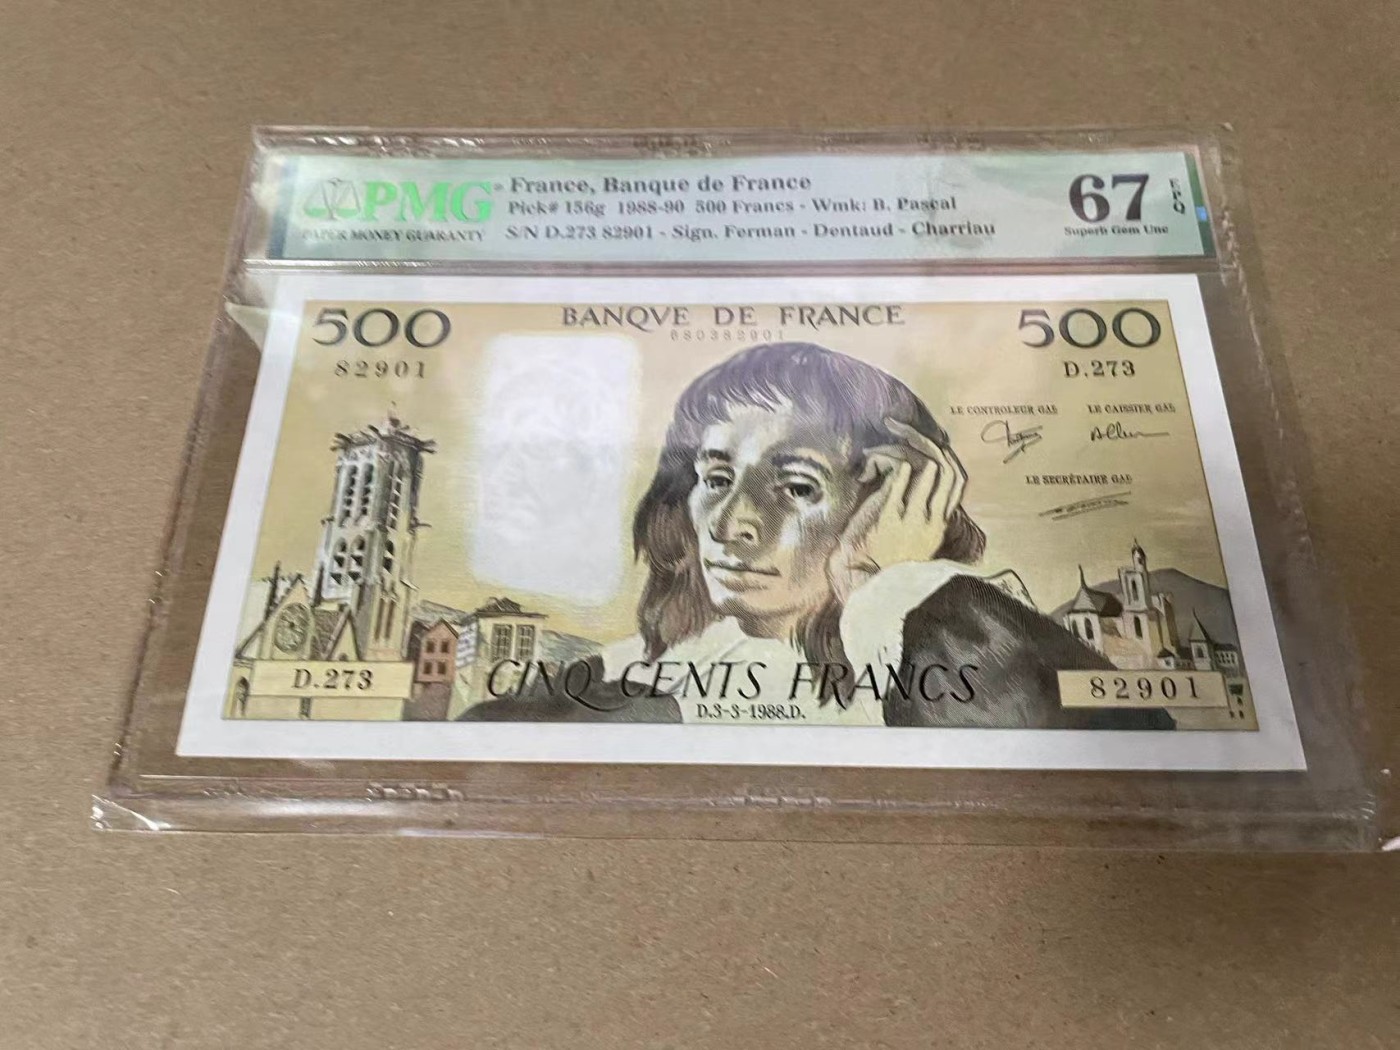 PMG
PAPER MONEY GUARANTY
France, Banque de France
Pick# 156g 1988-90 500 Francs - Wmk: B. Pascal
S/N D.273 82901 - Sign. Ferman - Dentaud - Charriau
67 EPQ
Superb Gem Unc
500 BANQVE DE FRANCE 500
680382901
82901 D.273
LE CONTROLEUR GAL LE CAISSIER GAL
LE SECRÉTAIRE GAL
D.273 CINQ CENTS FRANCS 82901
D.3-3-1988.D.